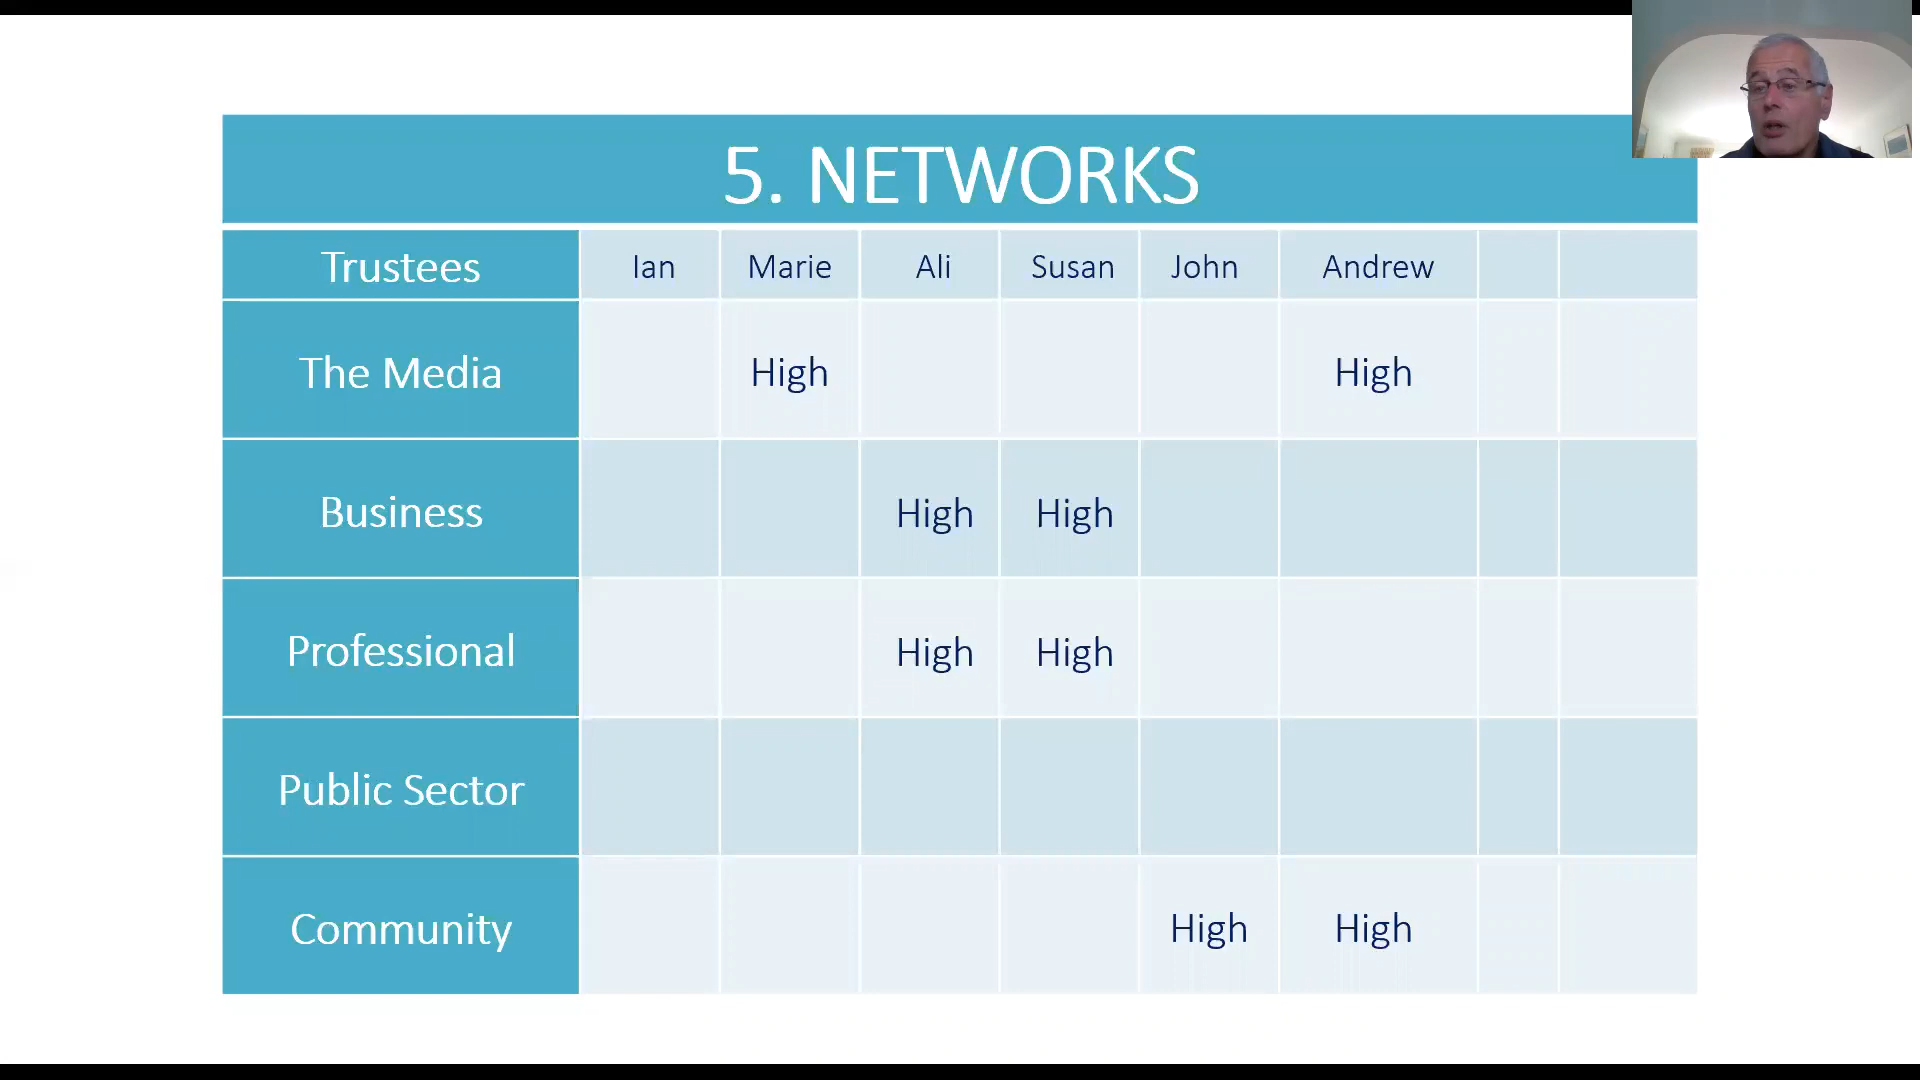 5. NETWORKS
Trustees Ian Marie Ali Susan John Andrew
The Media High High
Business High High
Professional High High
Public Sector
Community High High